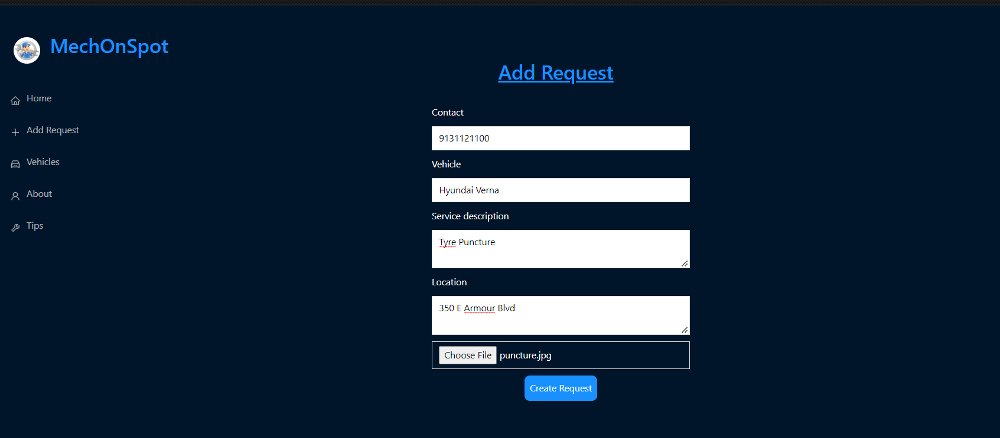 MechOnSpot
Home
Add Request
Vehicles
About
Tips
Add Request
Contact
9131121100
Vehicle
Hyundai Verna
Service description
Tyre Puncture
Location
350 E Armour Blvd
Choose File puncture.jpg
Create Request